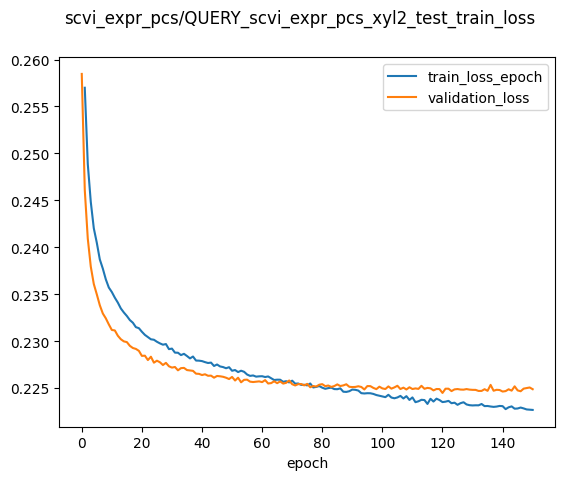 scvi_expr_pcs/QUERY_scvi_expr_pcs_xyl2_test_train_loss
train_loss_epoch
validation_loss
0.260
0.255
0.250
0.245
0.240
0.235
0.230
0.225
0 20 40 60 80 100 120 140
epoch